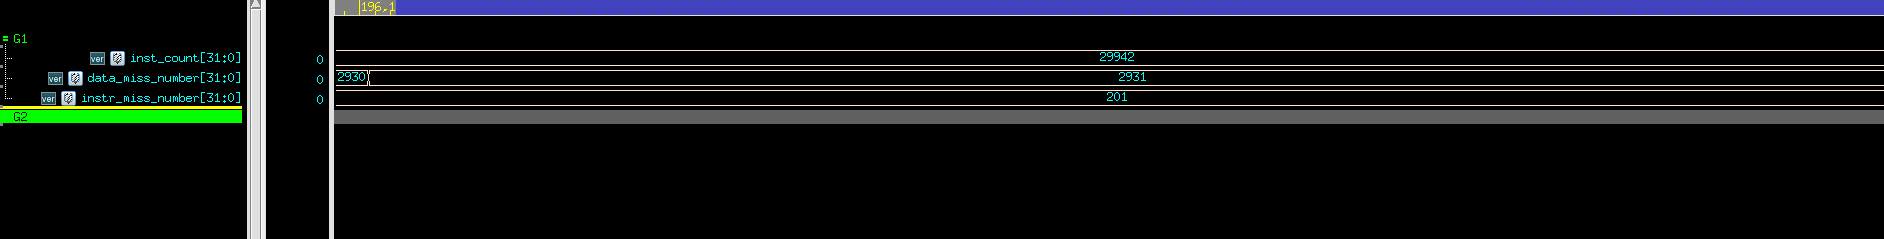 196,1
G1
ver inst_count[31:0] 0 29942
ver data_miss_number[31:0] 0 2930 2931
ver instr_miss_number[31:0] 0 201
G2